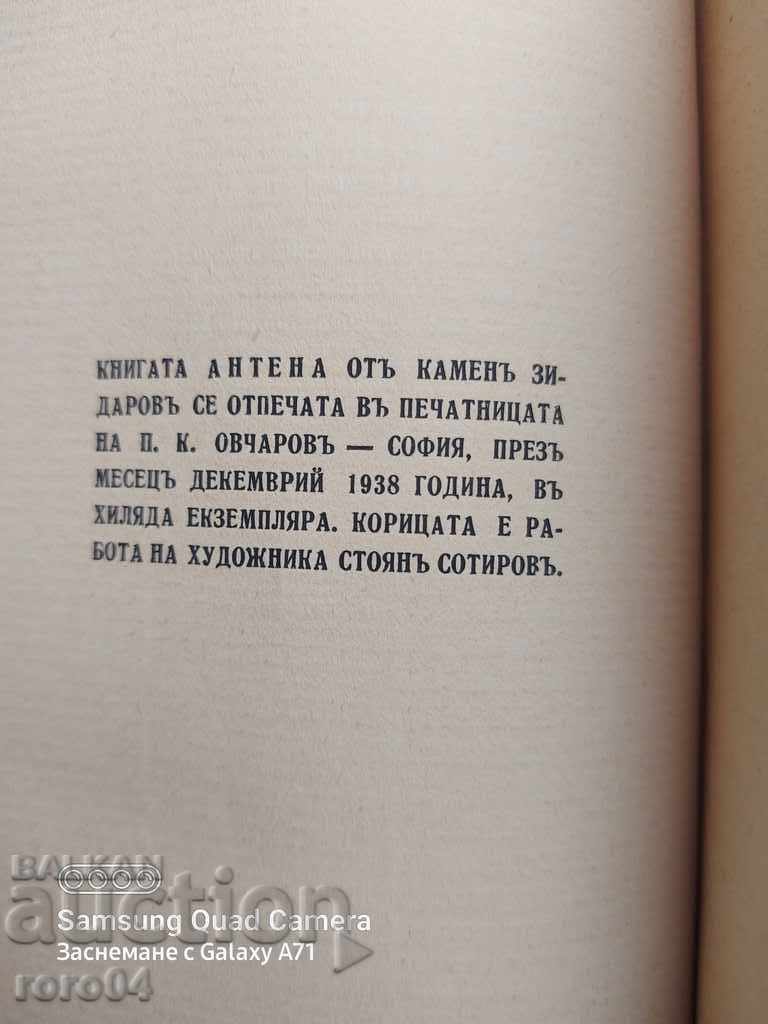 КНИГАТА АНТЕНА ОТЪ КАМЕНЪ ЗИ-
ДАРОВЪ СЕ ОТПЕЧАТА ВЪ ПЕЧАТНИЦАТА
НА П. К. ОВЧАРОВЪ — СОФИЯ, ПРЕЗЪ
МЕСЕЦЪ ДЕКЕМВРИЙ 1938 ГОДИНА, ВЪ
ХИЛЯДА ЕКЗЕМПЛЯРА. КОРИЦАТА Е РА-
БОТА НА ХУДОЖНИКА СТОЯНЪ СОТИРОВЪ.
BALKAN
auction
Samsung Quad Camera
Заснемане с Galaxy A71
roro04